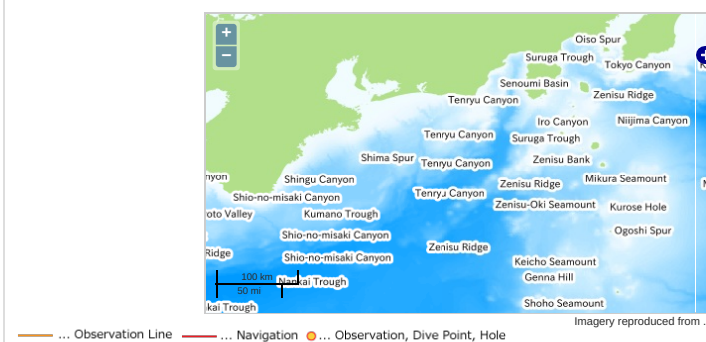 +
−
Oiso Spur
Suruga Trough
Tokyo Canyon
Senoumi Basin
Zenisu Ridge
Tenryu Canyon
Iro Canyon
Niijima Canyon
Tenryu Canyon
Suruga Trough
Shima Spur
Tenryu Canyon
Zenisu Bank
nyon
Shingu Canyon
Zenisu Ridge
Mikura Seamount
Shio-no-misaki Canyon
Tenryu Canyon
Zenisu-Oki Seamount
Kurose Hole
oto Valley
Kumano Trough
Ogoshi Spur
Shio-no-misaki Canyon
Zenisu Ridge
Ridge
Shio-no-misaki Canyon
Keicho Seamount
100 km
Nankai Trough
Genna Hill
50 mi
kai Trough
Shoho Seamount
Imagery reproduced from .
... Observation Line
... Navigation
... Observation, Dive Point, Hole